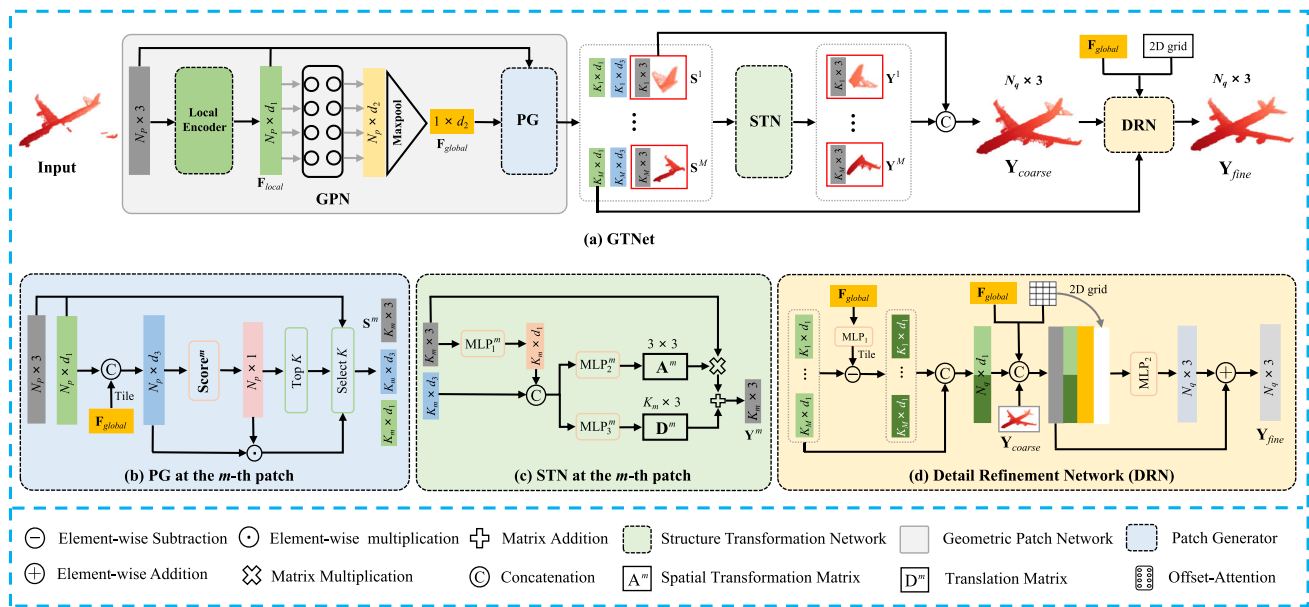 Input
N_P × 3
Local
Encoder
N_P × d_1
F_local
N_P × d_2
Maxpool
1 × d_2
F_global
GPN
PG
K_1 × d_1
K_1 × d_3
K_1 × 3
S^1
⋮
K_M × d_1
K_M × d_3
K_M × 3
S^M
STN
K_1 × 3
Y^1
⋮
K_M × 3
Y^M
C
N_q × 3
Y_coarse
F_global
2D grid
DRN
N_q × 3
Y_fine
(a) GTNet
N_P × 3
N_P × d_1
C
Tile
F_global
N_P × d_3
Score^m
N_P × 1
Top K
Select K
S^m
K_m × 3
K_m × d_3
K_m × d_1
(b) PG at the m-th patch
K_m × 3
K_m × d_3
MLP_1^m
K_m × d_1
C
MLP_2^m
3 × 3
A^m
MLP_3^m
K_m × 3
D^m
K_m × 3
Y^m
(c) STN at the m-th patch
K_1 × d_1
⋮
K_M × d_1
F_global
MLP_1
Tile
K_1 × d_1
⋮
K_M × d_1
C
N_q × d_1
F_global
2D grid
C
Y_coarse
MLP_2
N_q × 3
N_q × 3
Y_fine
(d) Detail Refinement Network (DRN)
Element-wise Subtraction
Element-wise multiplication
Matrix Addition
Structure Transformation Network
Geometric Patch Network
Patch Generator
Element-wise Addition
Matrix Multiplication
C Concatenation
A^m Spatial Transformation Matrix
D^m Translation Matrix
Offset-Attention